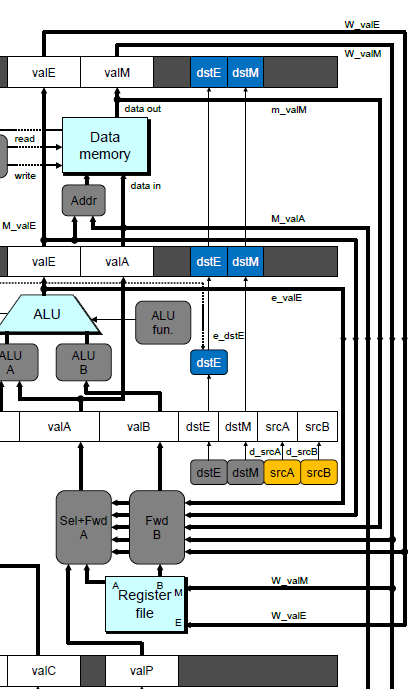 W_valE
W_valM
valE
valM
dstE
dstM
data out
m_valM
Data
memory
read
write
data in
Addr
M_valA
M_valE
valE
valA
dstE
dstM
e_valE
ALU
ALU
fun.
e_dstE
ALU
A
ALU
B
dstE
valA
valB
dstE
dstM
srcA
srcB
d_srcA
d_srcB
dstE
dstM
srcA
srcB
Sel+Fwd
A
Fwd
B
A
B
Register
file
M
E
W_valM
W_valE
valC
valP